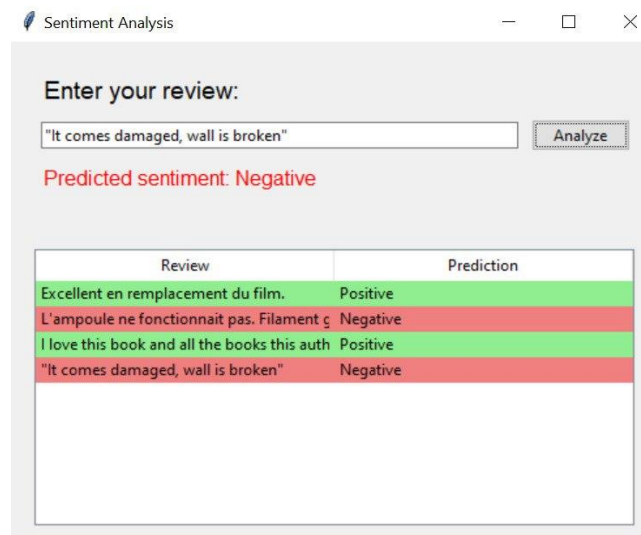 Sentiment Analysis
Enter your review:
"It comes damaged, wall is broken"
Analyze
Predicted sentiment: Negative
Review Prediction
Excellent en remplacement du film. Positive
L'ampoule ne fonctionnait pas. Filament g Negative
I love this book and all the books this auth Positive
"It comes damaged, wall is broken" Negative